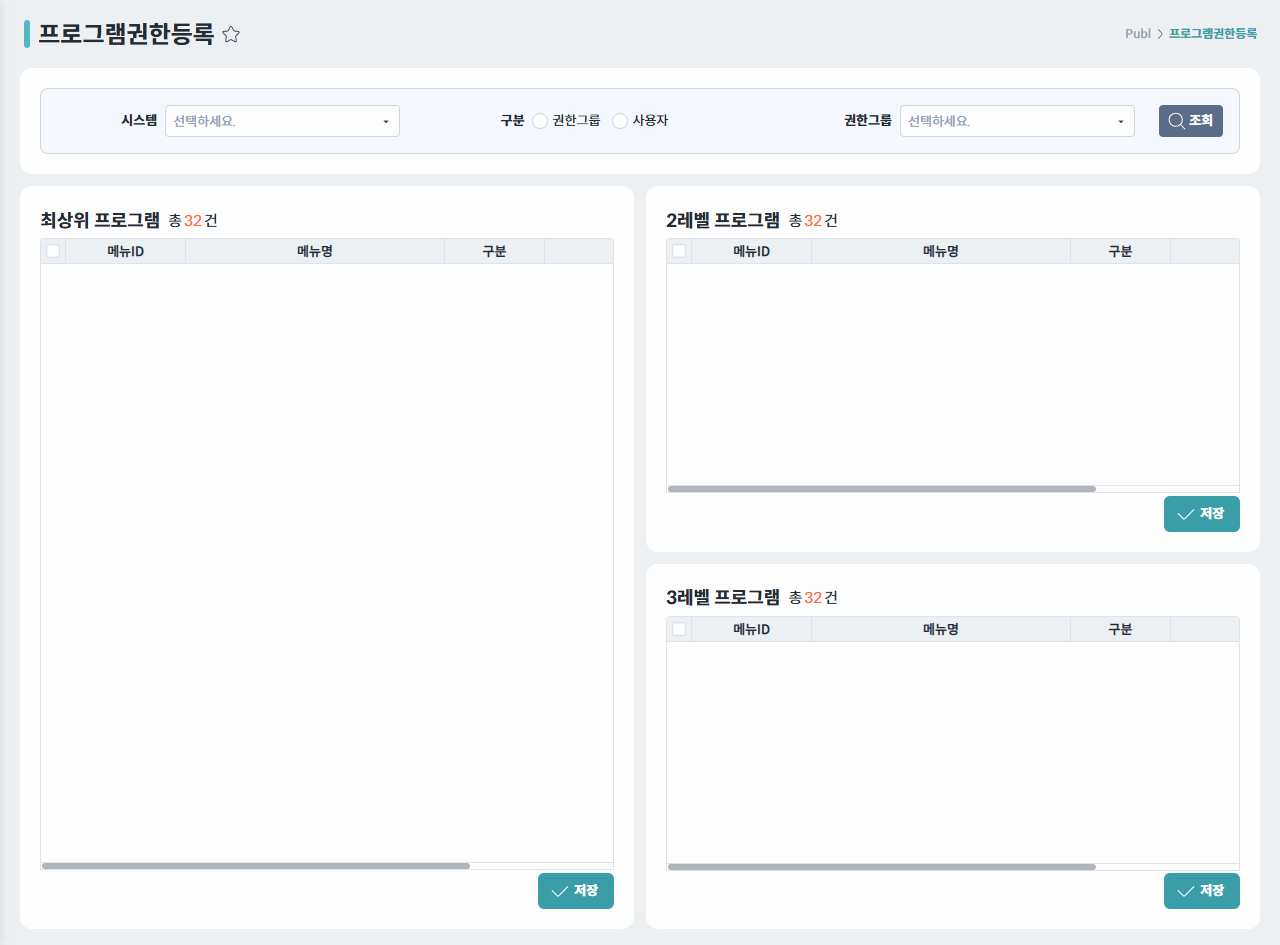 프로그램권한등록
Publ 프로그램권한등록
시스템 선택하세요. 구분 권한그룹 사용자 권한그룹 선택하세요. 조회
최상위 프로그램 총 32 건
메뉴ID 메뉴명 구분
저장
2레벨 프로그램 총 32 건
메뉴ID 메뉴명 구분
저장
3레벨 프로그램 총 32 건
메뉴ID 메뉴명 구분
저장